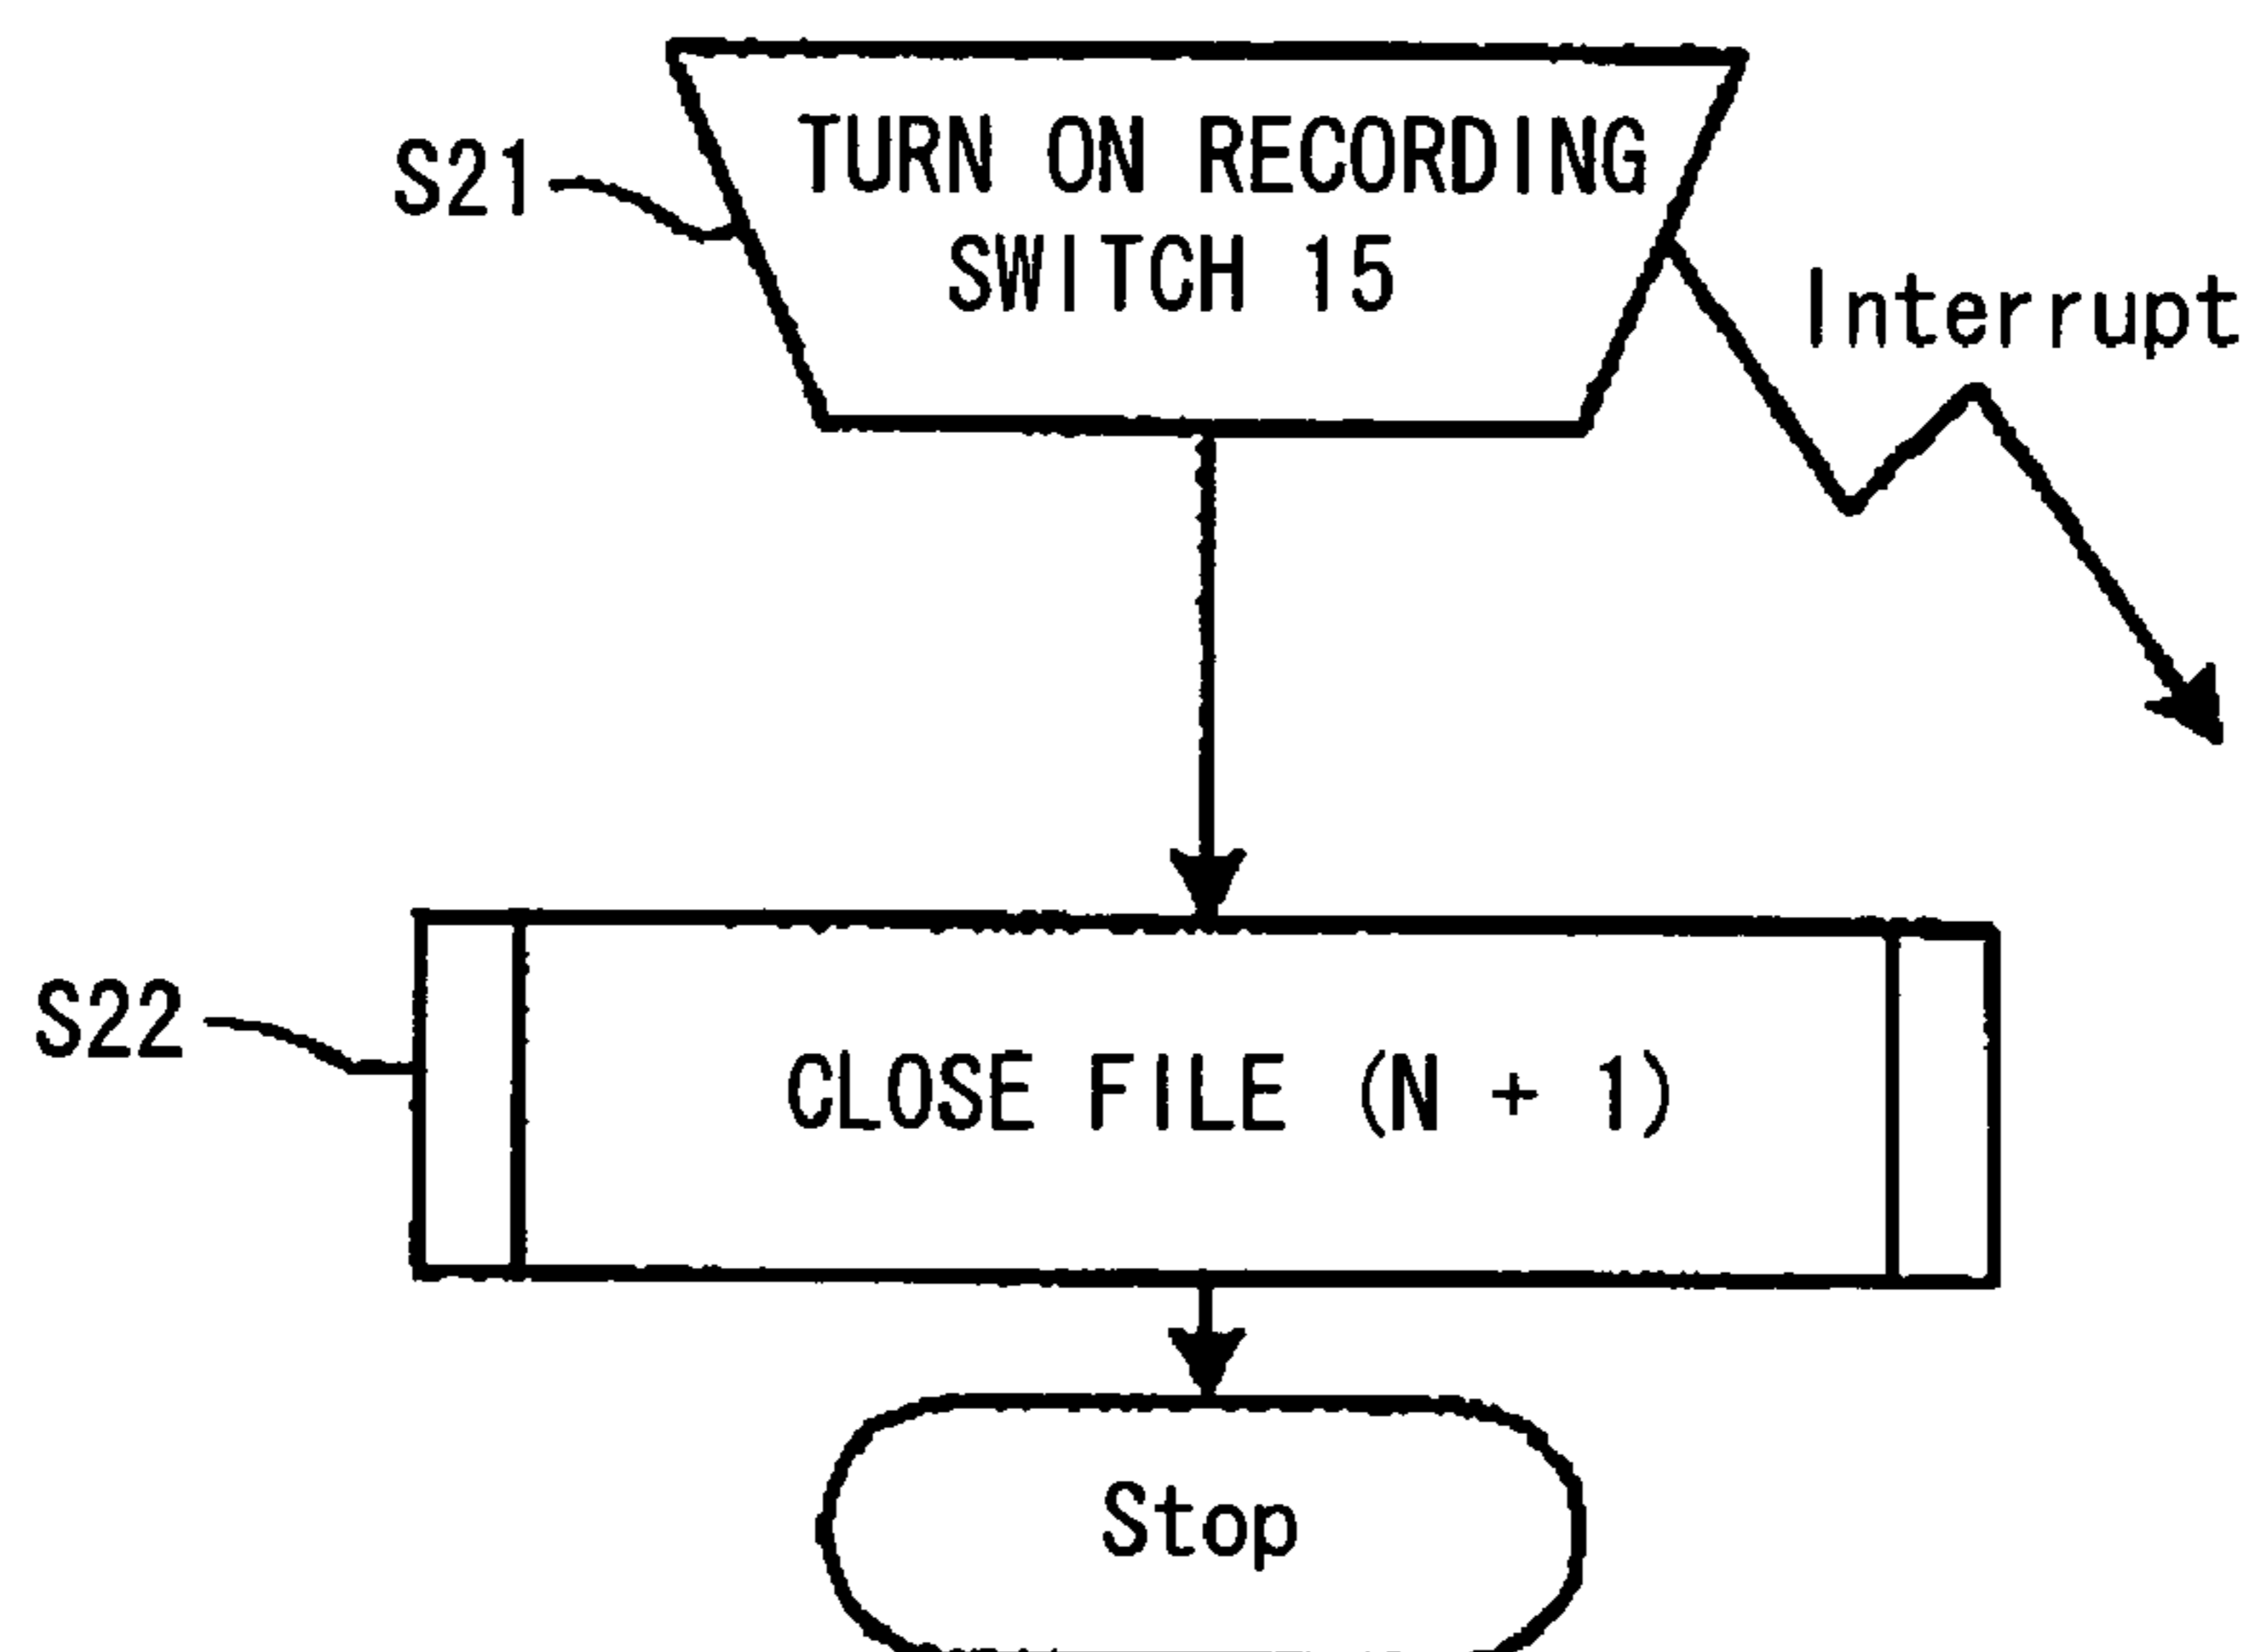 S21
TURN ON RECORDING
SWITCH 15
Interrupt
S22
CLOSE FILE (N + 1)
Stop